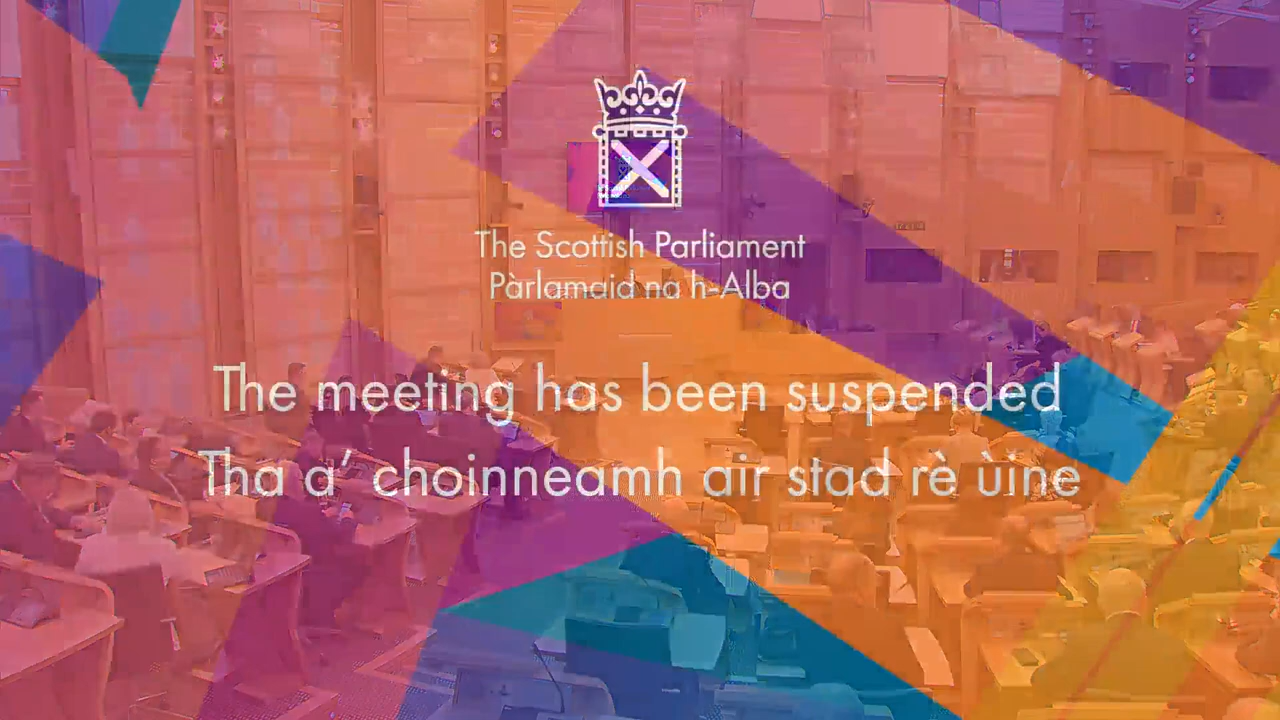 The Scottish Parliament
Pàrlamaid na h-Alba
The meeting has been suspended
Tha a’ choinneamh air stad rè ùine